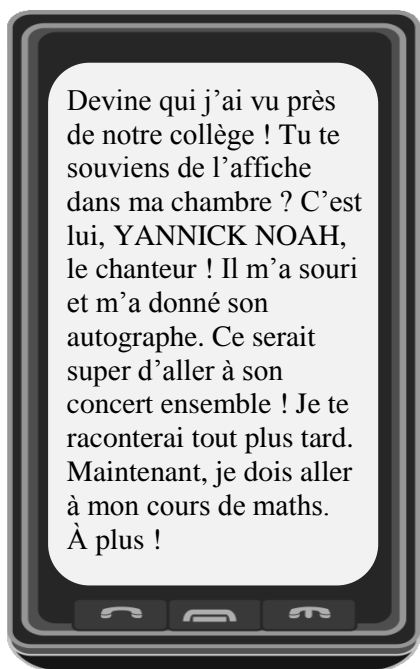 Devine qui j’ai vu près
de notre collège ! Tu te
souviens de l’affiche
dans ma chambre ? C’est
lui, YANNICK NOAH,
le chanteur ! Il m’a souri
et m’a donné son
autographe. Ce serait
super d’aller à son
concert ensemble ! Je te
raconterai tout plus tard.
Maintenant, je dois aller
à mon cours de maths.
À plus !